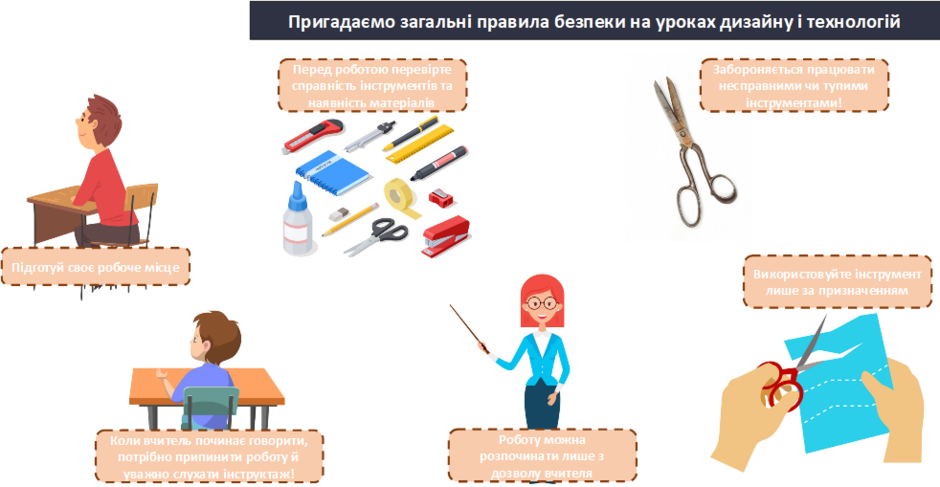 Пригадаємо загальні правила безпеки на уроках дизайну і технологій
Перед роботою перевірте
справність інструментів та
наявність матеріалів
Забороняється працювати
несправними чи тупими
інструментами!
Підготуй своє робоче місце
Використовуйте інструмент
лише за призначенням
Коли вчитель починає говорити,
потрібно припинити роботу й
уважно слухати інструктаж!
Роботу можна
розпочинати лише з
дозволу вчителя